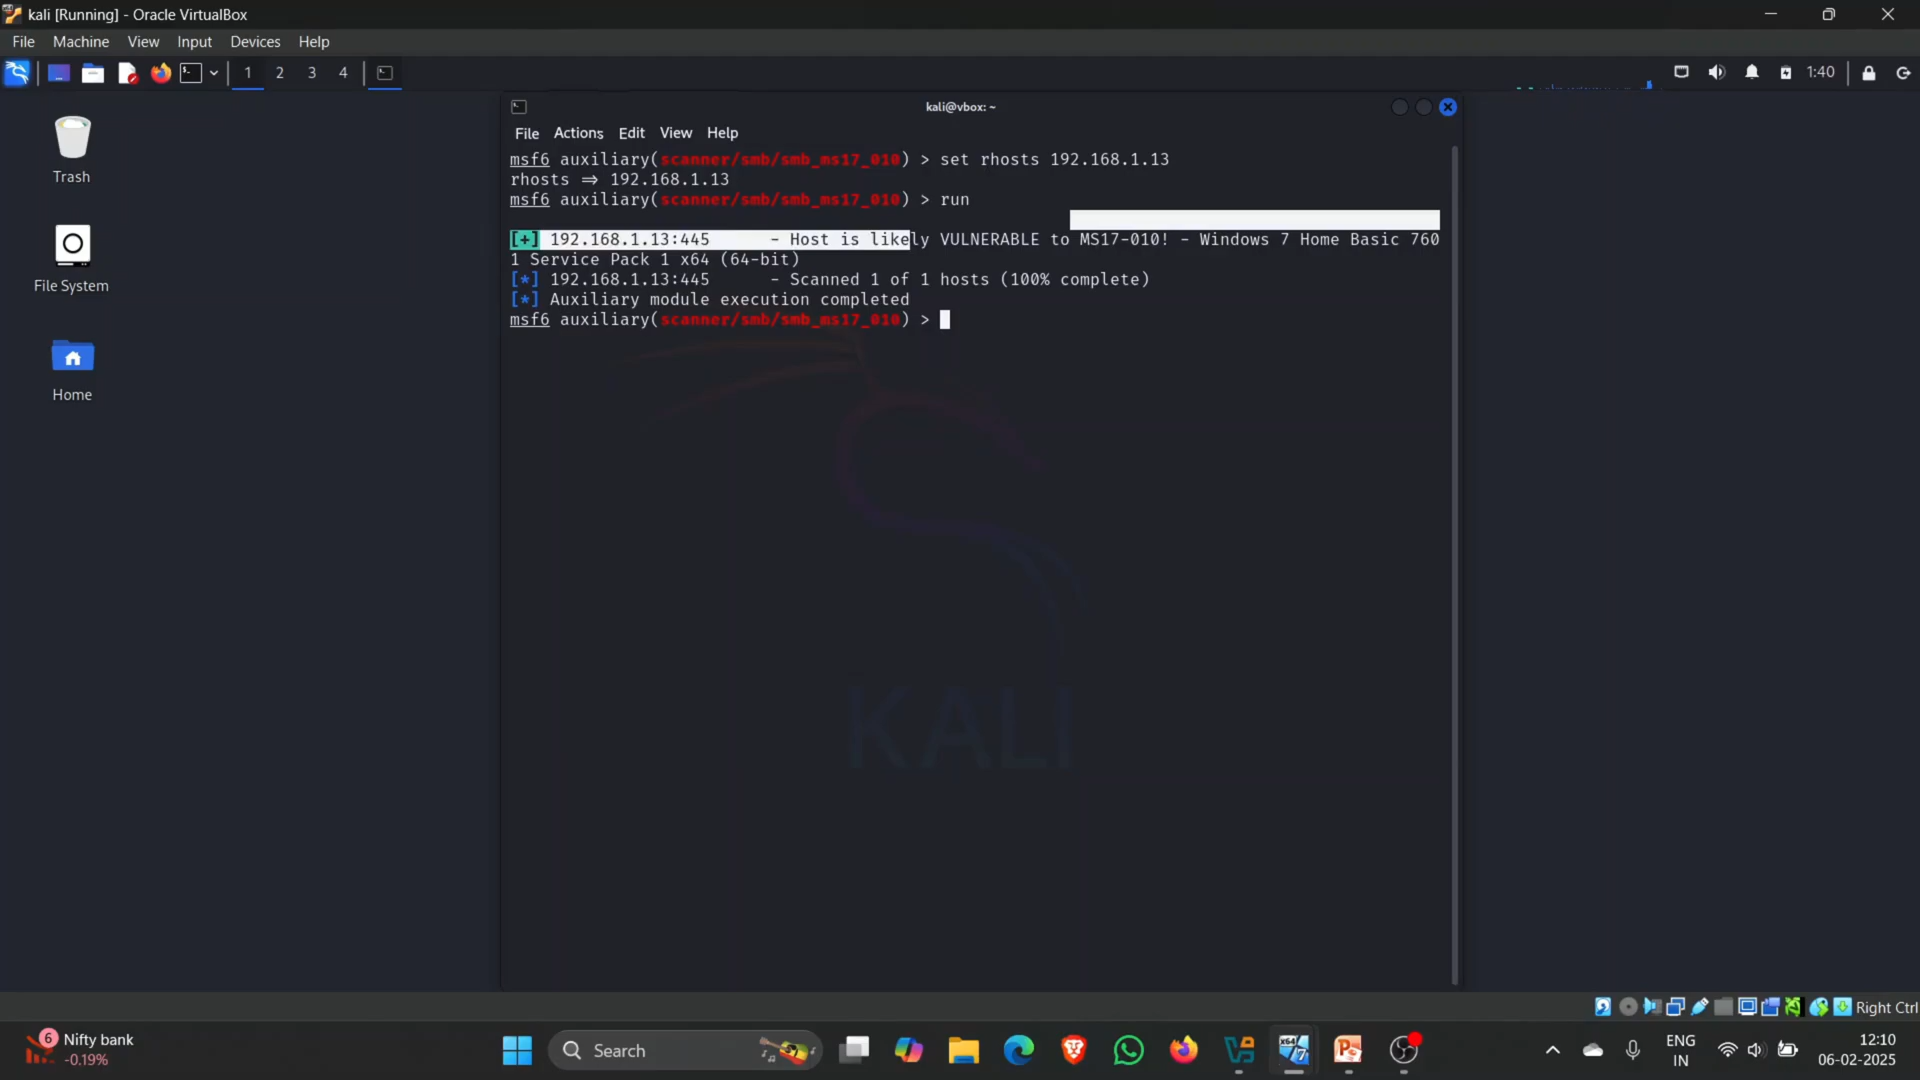 kali [Running] - Oracle VirtualBox
File Machine View Input Devices Help
1 2 3 4
1:40
Trash
File System
Home
kali@vbox: ~
File Actions Edit View Help
msf6 auxiliary(scanner/smb/smb_ms17_010) > set rhosts 192.168.1.13
rhosts ⇒ 192.168.1.13
msf6 auxiliary(scanner/smb/smb_ms17_010) > run
[+] 192.168.1.13:445 - Host is likely VULNERABLE to MS17-010! - Windows 7 Home Basic 760
1 Service Pack 1 x64 (64-bit)
[*] 192.168.1.13:445 - Scanned 1 of 1 hosts (100% complete)
[*] Auxiliary module execution completed
msf6 auxiliary(scanner/smb/smb_ms17_010) >
KALI
Right Ctrl
6
Nifty bank
-0.19%
Search
x64
7
ENG
IN
12:10
06-02-2025